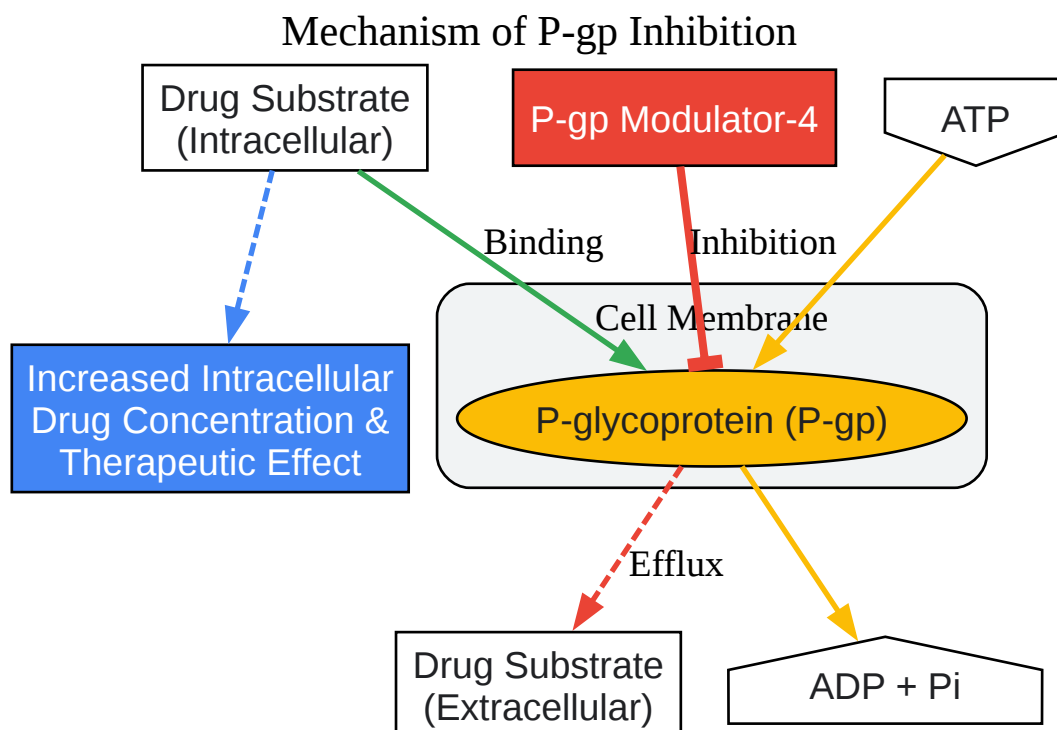 Mechanism of P-gp Inhibition
Drug Substrate
(Intracellular)
P-gp Modulator-4
ATP
Binding
Inhibition
Cell Membrane
Increased Intracellular
Drug Concentration &
Therapeutic Effect
P-glycoprotein (P-gp)
Efflux
Drug Substrate
(Extracellular)
ADP + Pi